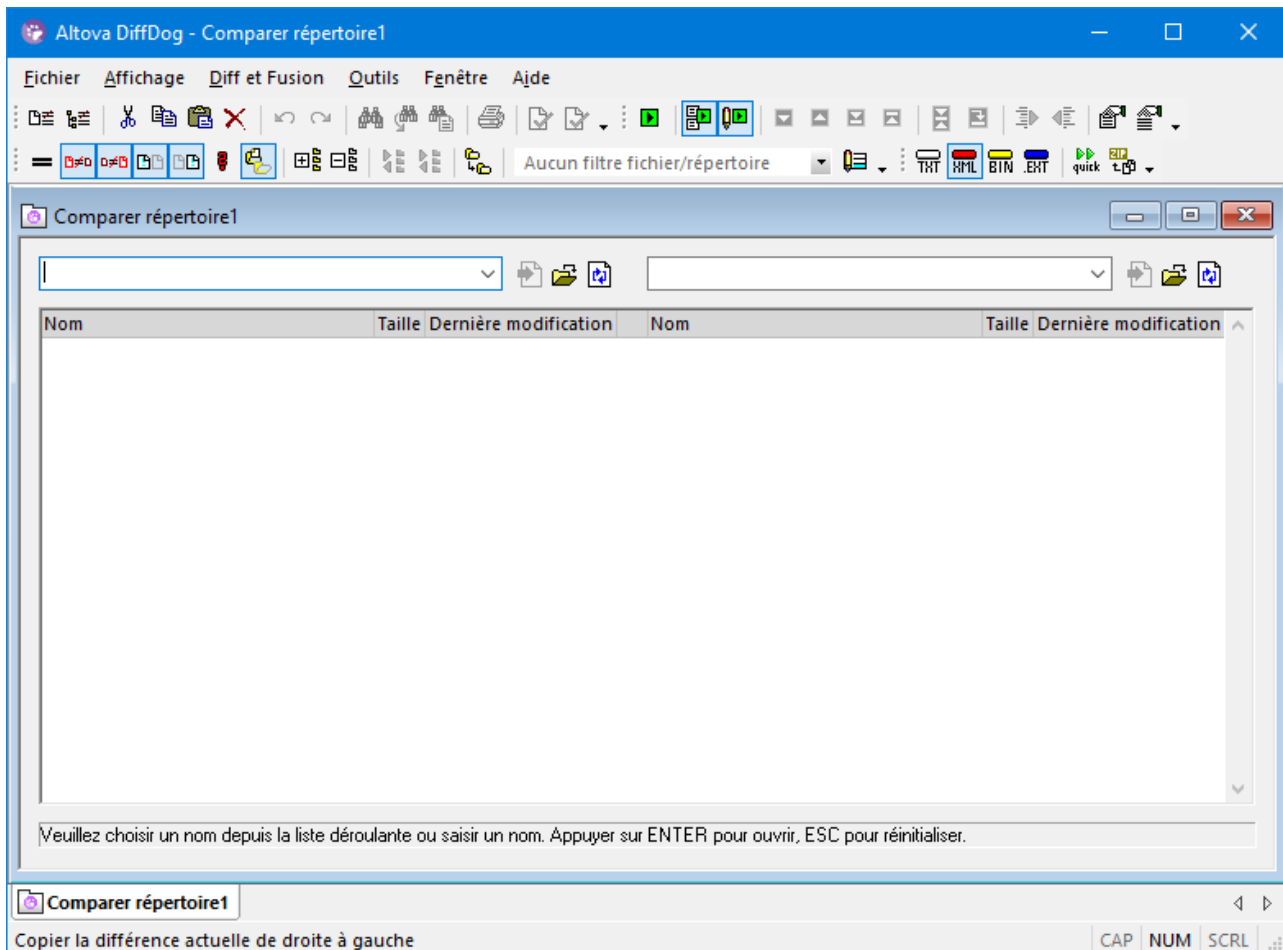 Altova DiffDog - Comparer répertoire1
Fichier Affichage Diff et Fusion Outils Fenêtre Aide
Aucun filtre fichier/répertoire TXT XML BIN .EXT quick ZIP
Comparer répertoire1
Nom Taille Dernière modification Nom Taille Dernière modification
Veuillez choisir un nom depuis la liste déroulante ou saisir un nom. Appuyer sur ENTER pour ouvrir, ESC pour réinitialiser.
Comparer répertoire1
Copier la différence actuelle de droite à gauche CAP NUM SCRL